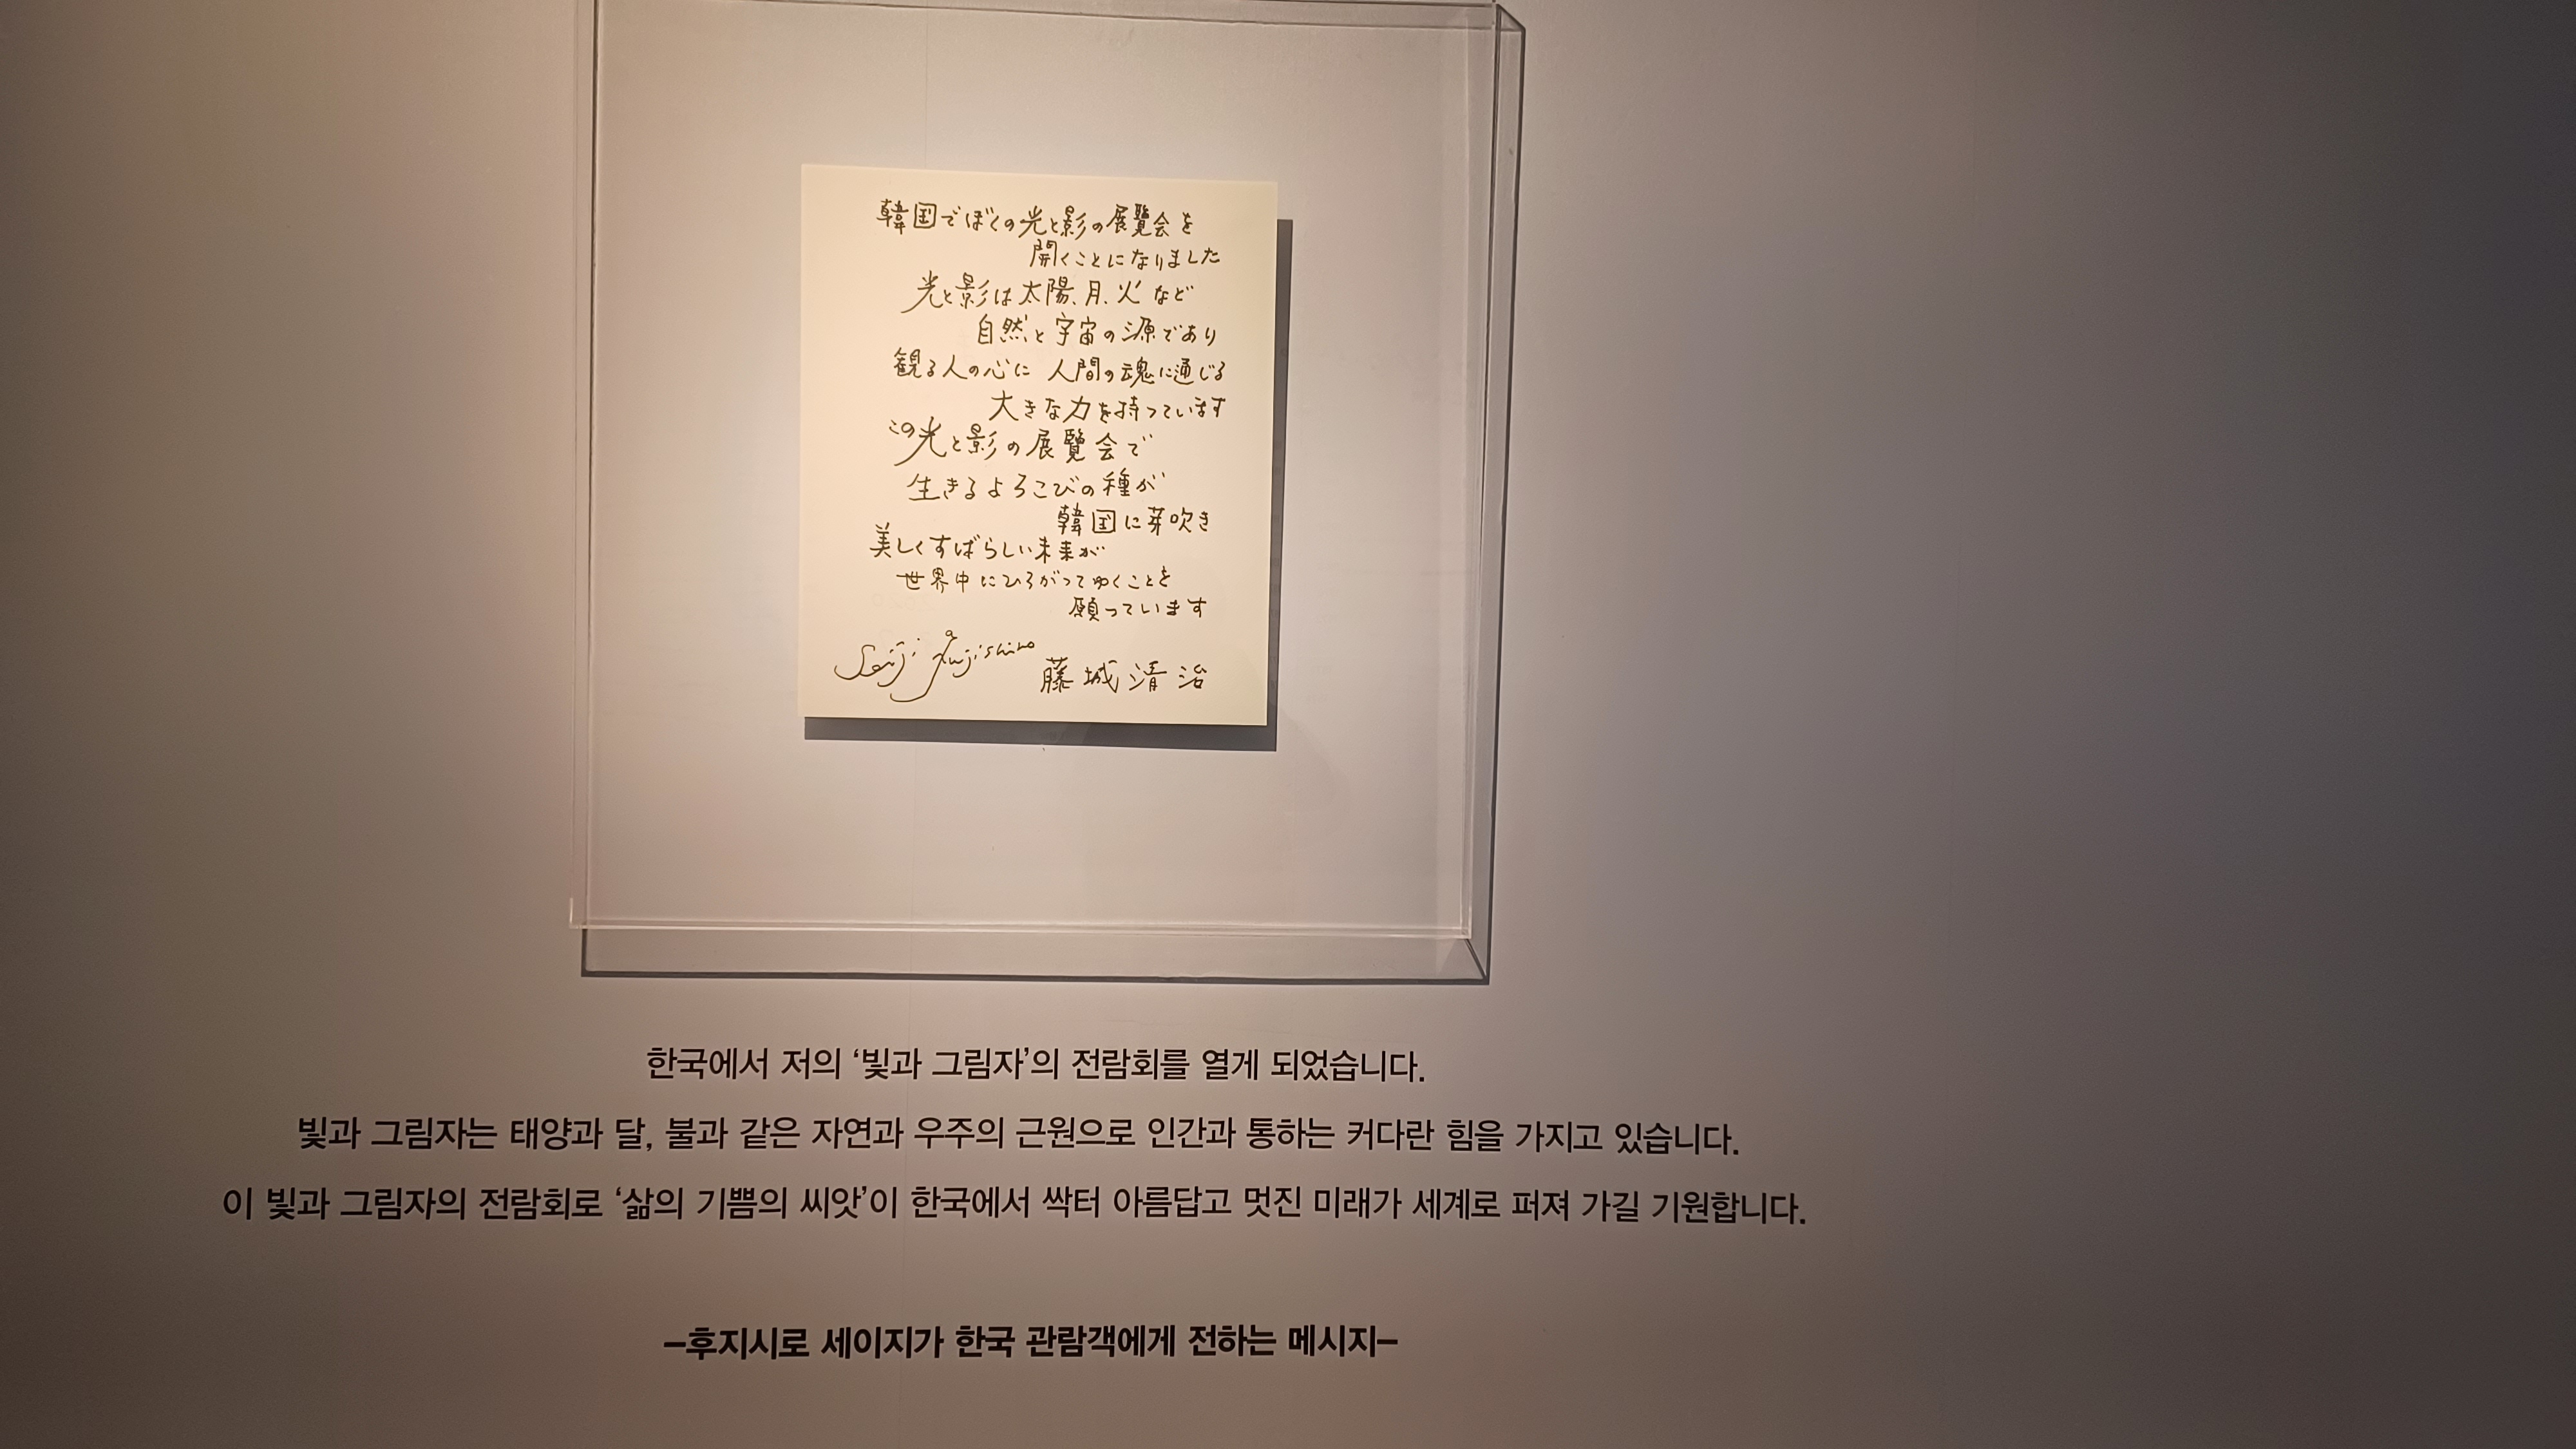 韓国でぼくの光と影の展覧会を
開くことになりました
光と影は太陽、月、火など
自然と宇宙の源であり
観る人の心に 人間の魂に通じる
大きな力を持っています
この光と影の展覧会で
生きるよろこびの種が
韓国に芽吹き
美しくすばらしい未来が
世界中にひろがってゆくことを
願っています
Seiji Fujishiro 藤城清治
한국에서 저의 ‘빛과 그림자’의 전람회를 열게 되었습니다.
빛과 그림자는 태양과 달, 불과 같은 자연과 우주의 근원으로 인간과 통하는 커다란 힘을 가지고 있습니다.
이 빛과 그림자의 전람회로 ‘삶의 기쁨의 씨앗’이 한국에서 싹터 아름답고 멋진 미래가 세계로 퍼져 가길 기원합니다.
–후지시로 세이지가 한국 관람객에게 전하는 메시지–